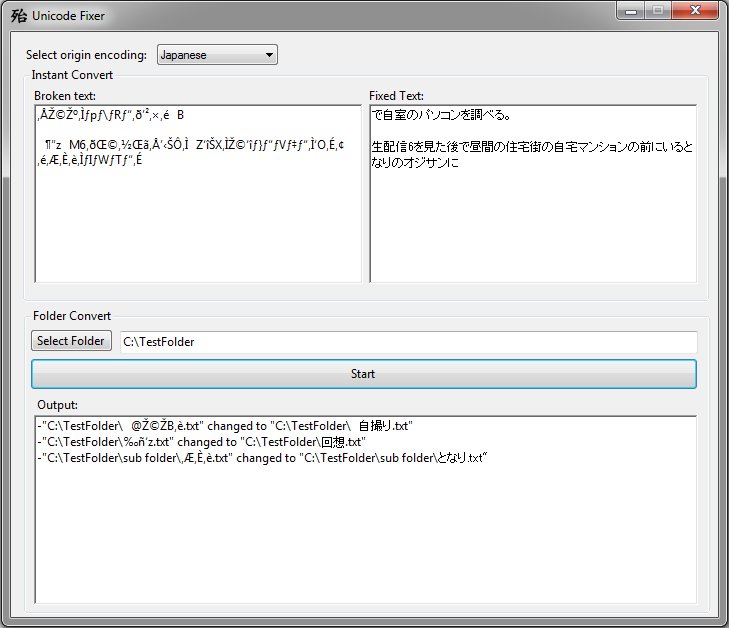 殆 Unicode Fixer
Select origin encoding: Japanese
Instant Convert
Broken text:
‚ÅŽ©Žº‚Ìƒpƒ\ƒRƒ“‚ð’²‚×‚é B
¶”z M6‚ðŒ©‚½Œã‚Å’‹ŠÔ‚Ì Z’îŠX‚ÌŽ©‘îƒ}ƒ“ƒVƒ‡ƒ“‚Ì‘O‚É‚¢
‚é‚Æ‚È‚è‚ÌƒIƒWƒTƒ“‚É
Fixed Text:
で自室のパソコンを調べる。
生配信6を見た後で昼間の住宅街の自宅マンションの前にいると
なりのオジサンに
Folder Convert
Select Folder C:\TestFolder
Start
Output:
-"C:\TestFolder\ @Ž©ŽB‚è.txt" changed to "C:\TestFolder\ 自撮り.txt"
-"C:\TestFolder\‰ñ‘z.txt" changed to "C:\TestFolder\回想.txt"
-"C:\TestFolder\sub folder\‚Æ‚È‚è.txt" changed to "C:\TestFolder\sub folder\となり.txt"